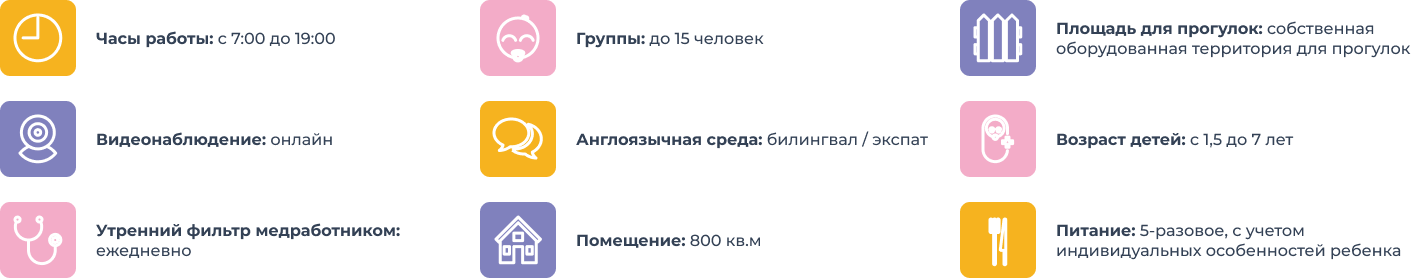 Часы работы: с 7:00 до 19:00
Группы: до 15 человек
Площадь для прогулок: собственная
оборудованная территория для прогулок
Видеонаблюдение: онлайн
Англоязычная среда: билингвал / экспат
Возраст детей: с 1,5 до 7 лет
Утренний фильтр медработником:
ежедневно
Помещение: 800 кв.м
Питание: 5-разовое, с учетом
индивидуальных особенностей ребенка